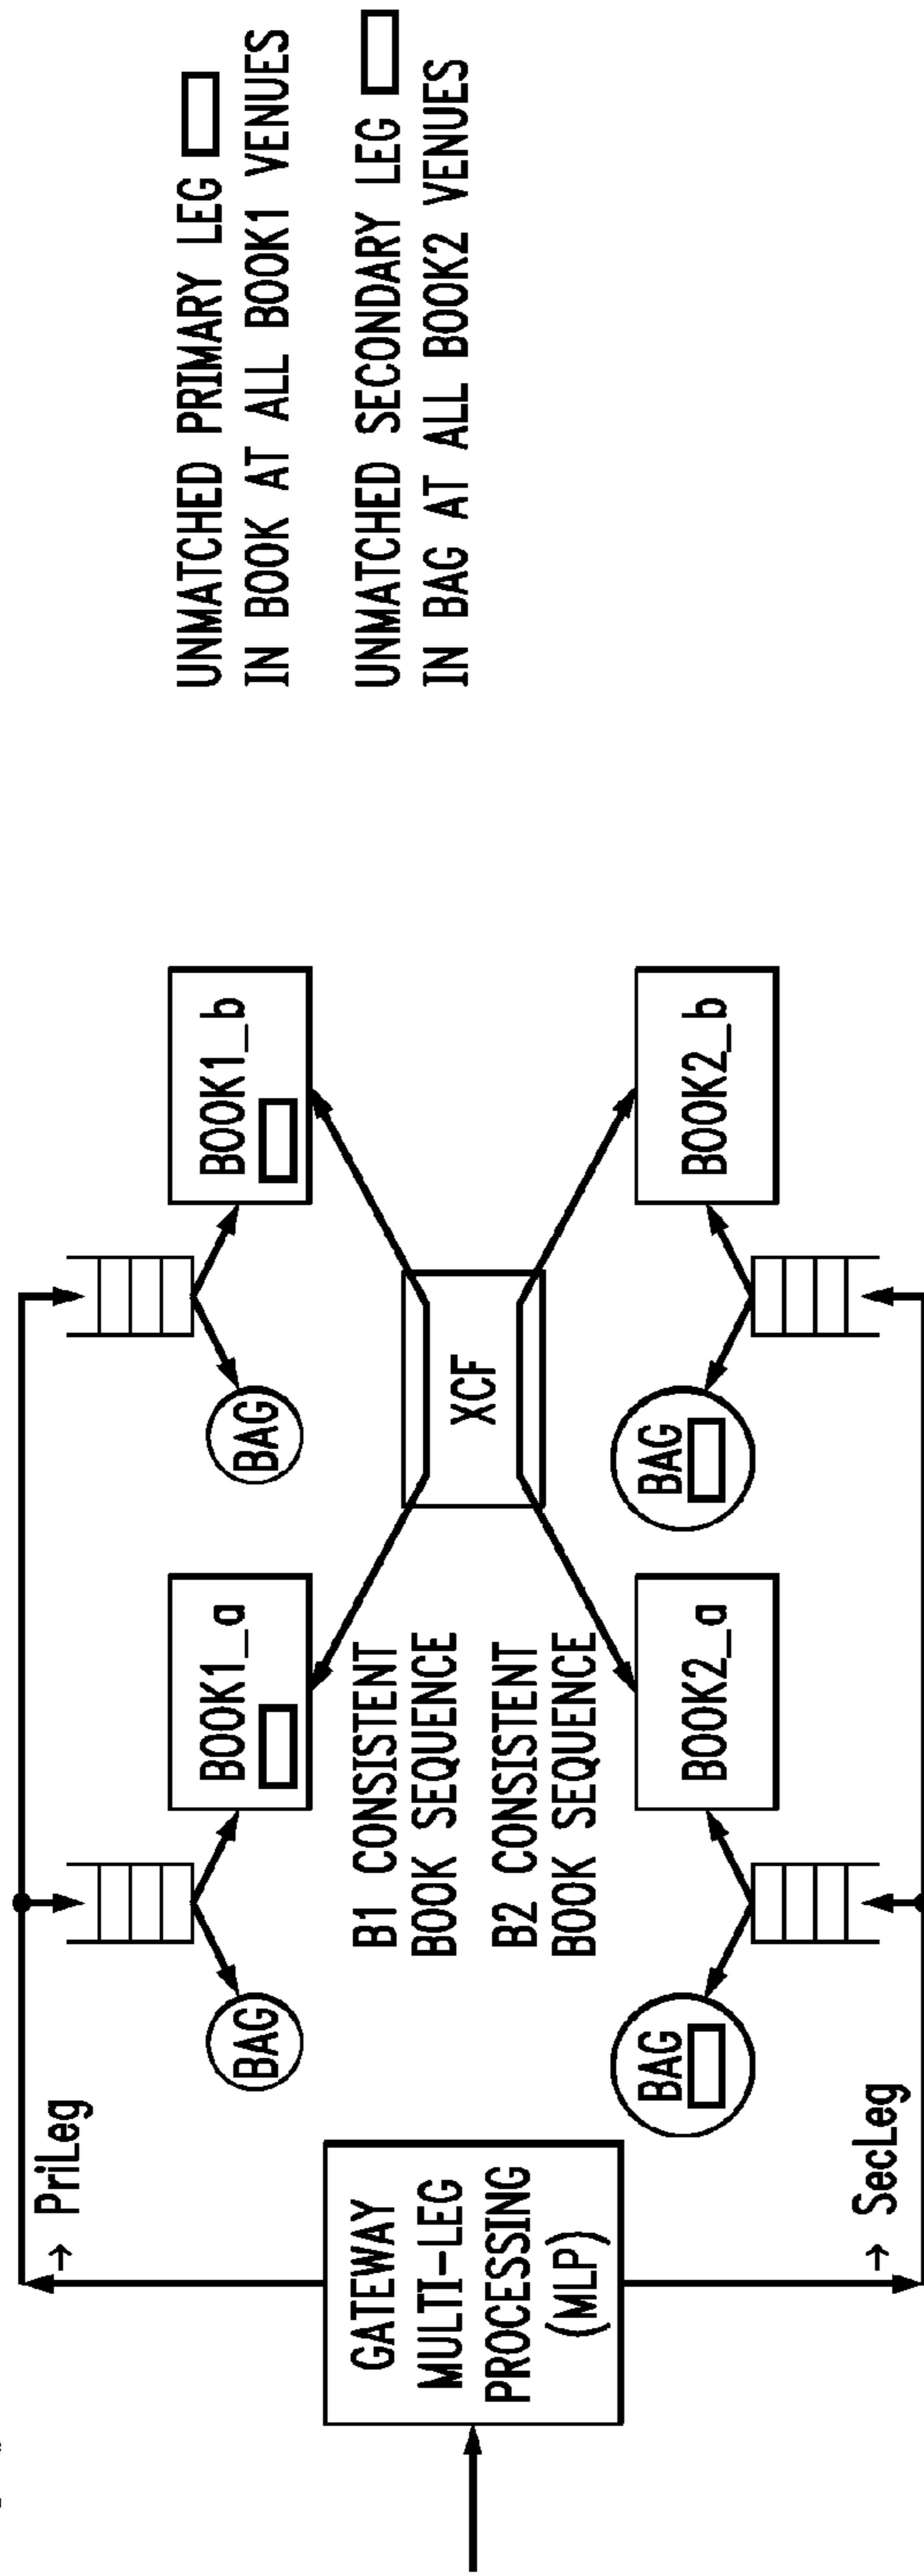 → PriLeg
GATEWAY
MULTI-LEG
PROCESSING
(MLP)
→ SecLeg
BAG
BOOK1_a
BAG
BOOK1_b
B1 CONSISTENT
BOOK SEQUENCE
B2 CONSISTENT
BOOK SEQUENCE
XCF
BAG
BOOK2_a
BAG
BOOK2_b
UNMATCHED PRIMARY LEG
IN BOOK AT ALL BOOK1 VENUES
UNMATCHED SECONDARY LEG
IN BAG AT ALL BOOK2 VENUES